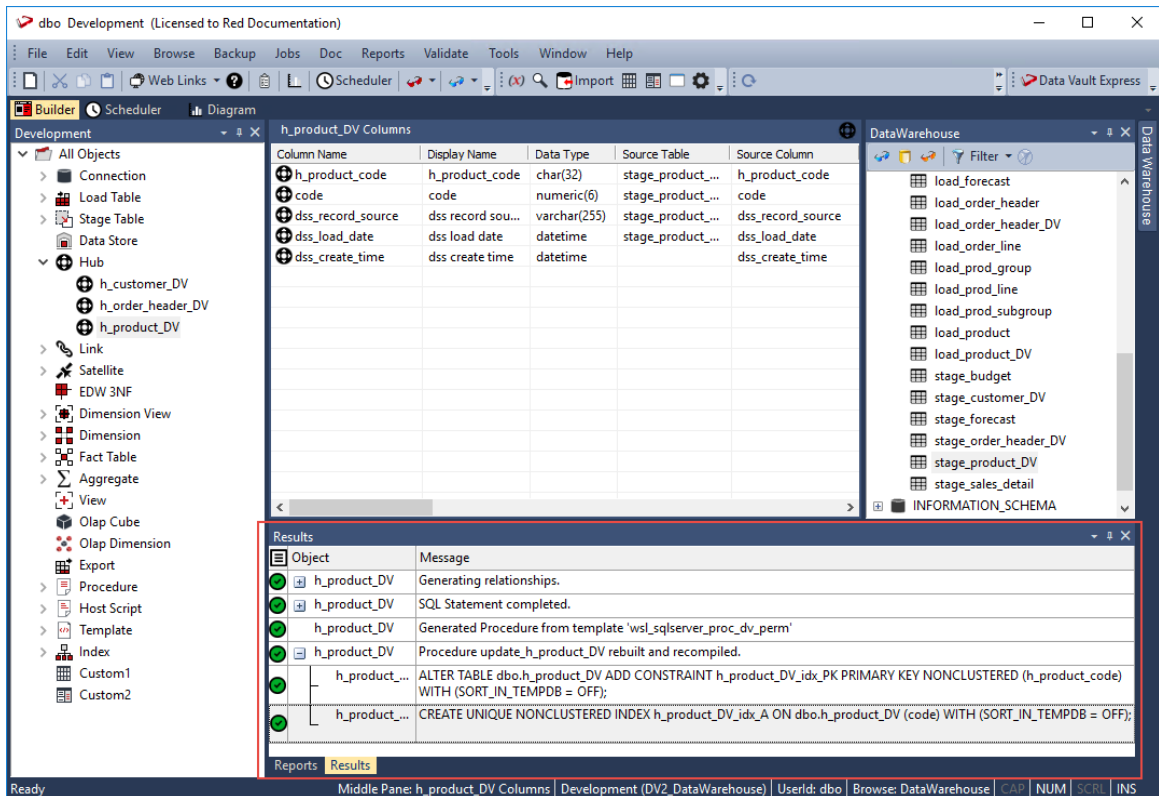 dbo Development (Licensed to Red Documentation)
File Edit View Browse Backup Jobs Doc Reports Validate Tools Window Help
Web Links Scheduler (x) Import Data Vault Express
Builder Scheduler Diagram
Development
All Objects
Connection
Load Table
Stage Table
Data Store
Hub
h_customer_DV
h_order_header_DV
h_product_DV
Link
Satellite
EDW 3NF
Dimension View
Dimension
Fact Table
Aggregate
View
Olap Cube
Olap Dimension
Export
Procedure
Host Script
Template
Index
Custom1
Custom2
h_product_DV Columns
Column Name Display Name Data Type Source Table Source Column
h_product_code h_product_code char(32) stage_product_... h_product_code
code code numeric(6) stage_product_... code
dss_record_source dss record sou... varchar(255) stage_product_... dss_record_source
dss_load_date dss load date datetime stage_product_... dss_load_date
dss_create_time dss create time datetime dss_create_time
DataWarehouse
Filter
load_forecast
load_order_header
load_order_header_DV
load_order_line
load_prod_group
load_prod_line
load_prod_subgroup
load_product
load_product_DV
stage_budget
stage_customer_DV
stage_forecast
stage_order_header_DV
stage_product_DV
stage_sales_detail
INFORMATION_SCHEMA
Data Warehouse
Results
Object Message
h_product_DV Generating relationships.
h_product_DV SQL Statement completed.
h_product_DV Generated Procedure from template 'wsl_sqlserver_proc_dv_perm'
h_product_DV Procedure update_h_product_DV rebuilt and recompiled.
h_product_... ALTER TABLE dbo.h_product_DV ADD CONSTRAINT h_product_DV_idx_PK PRIMARY KEY NONCLUSTERED (h_product_code)
WITH (SORT_IN_TEMPDB = OFF);
h_product_... CREATE UNIQUE NONCLUSTERED INDEX h_product_DV_idx_A ON dbo.h_product_DV (code) WITH (SORT_IN_TEMPDB = OFF);
Reports Results
Ready Middle Pane: h_product_DV Columns Development (DV2_DataWarehouse) UserId: dbo Browse: DataWarehouse CAP NUM SCRL INS